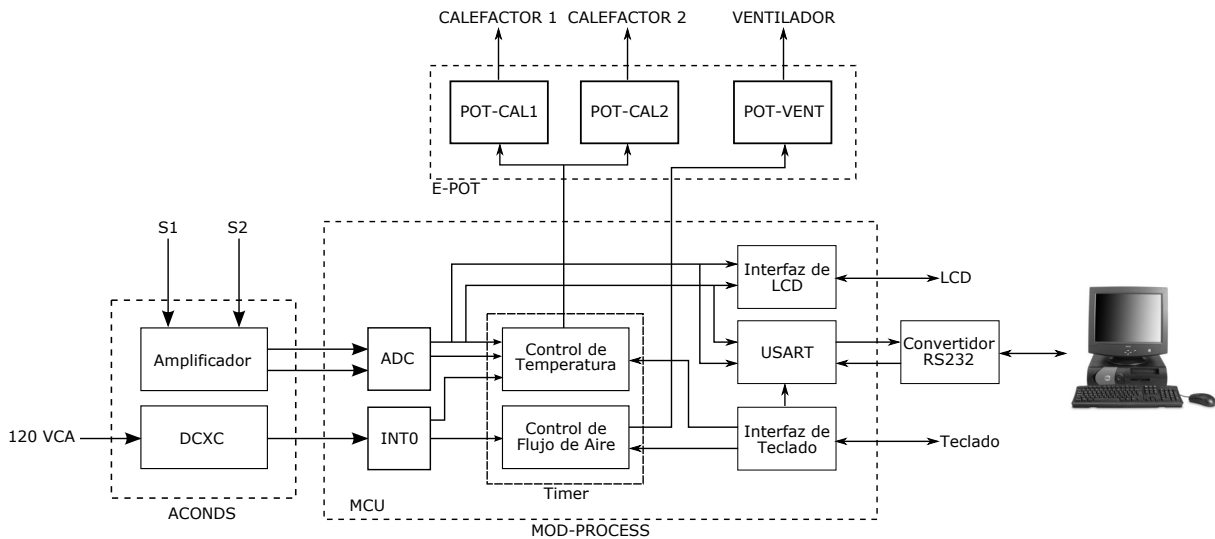 CALEFACTOR 1
CALEFACTOR 2
VENTILADOR
POT-CAL1
POT-CAL2
POT-VENT
E-POT
S1
S2
Amplificador
ADC
Control de
Temperatura
Interfaz de
LCD
LCD
USART
Convertidor
RS232
120 VCA
DCXC
INT0
Control de
Flujo de Aire
Interfaz de
Teclado
Teclado
Timer
MCU
ACONDS
MOD-PROCESS